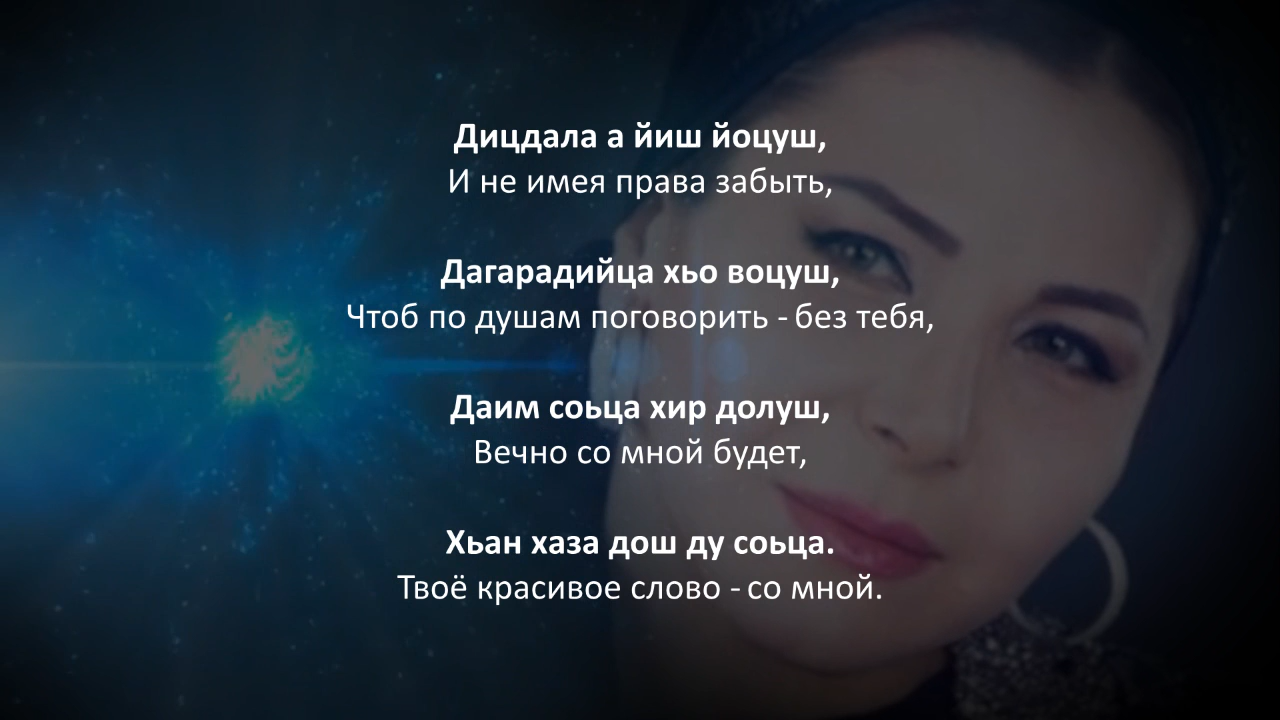 Дицдала а йиш йоцуш,
И не имея права забыть,
Дагарадийца хьо воцуш,
Чтоб по душам поговорить - без тебя,
Даим соьца хир долуш,
Вечно со мной будет,
Хьан хаза дош ду соьца.
Твоё красивое слово - со мной.